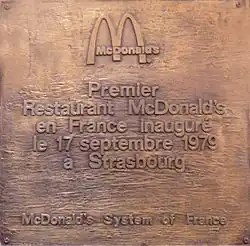 McDonald's
Premier
Restaurant McDonald's
en France inauguré
le 17 septembre 1979
à Strasbourg
McDonald's System of France